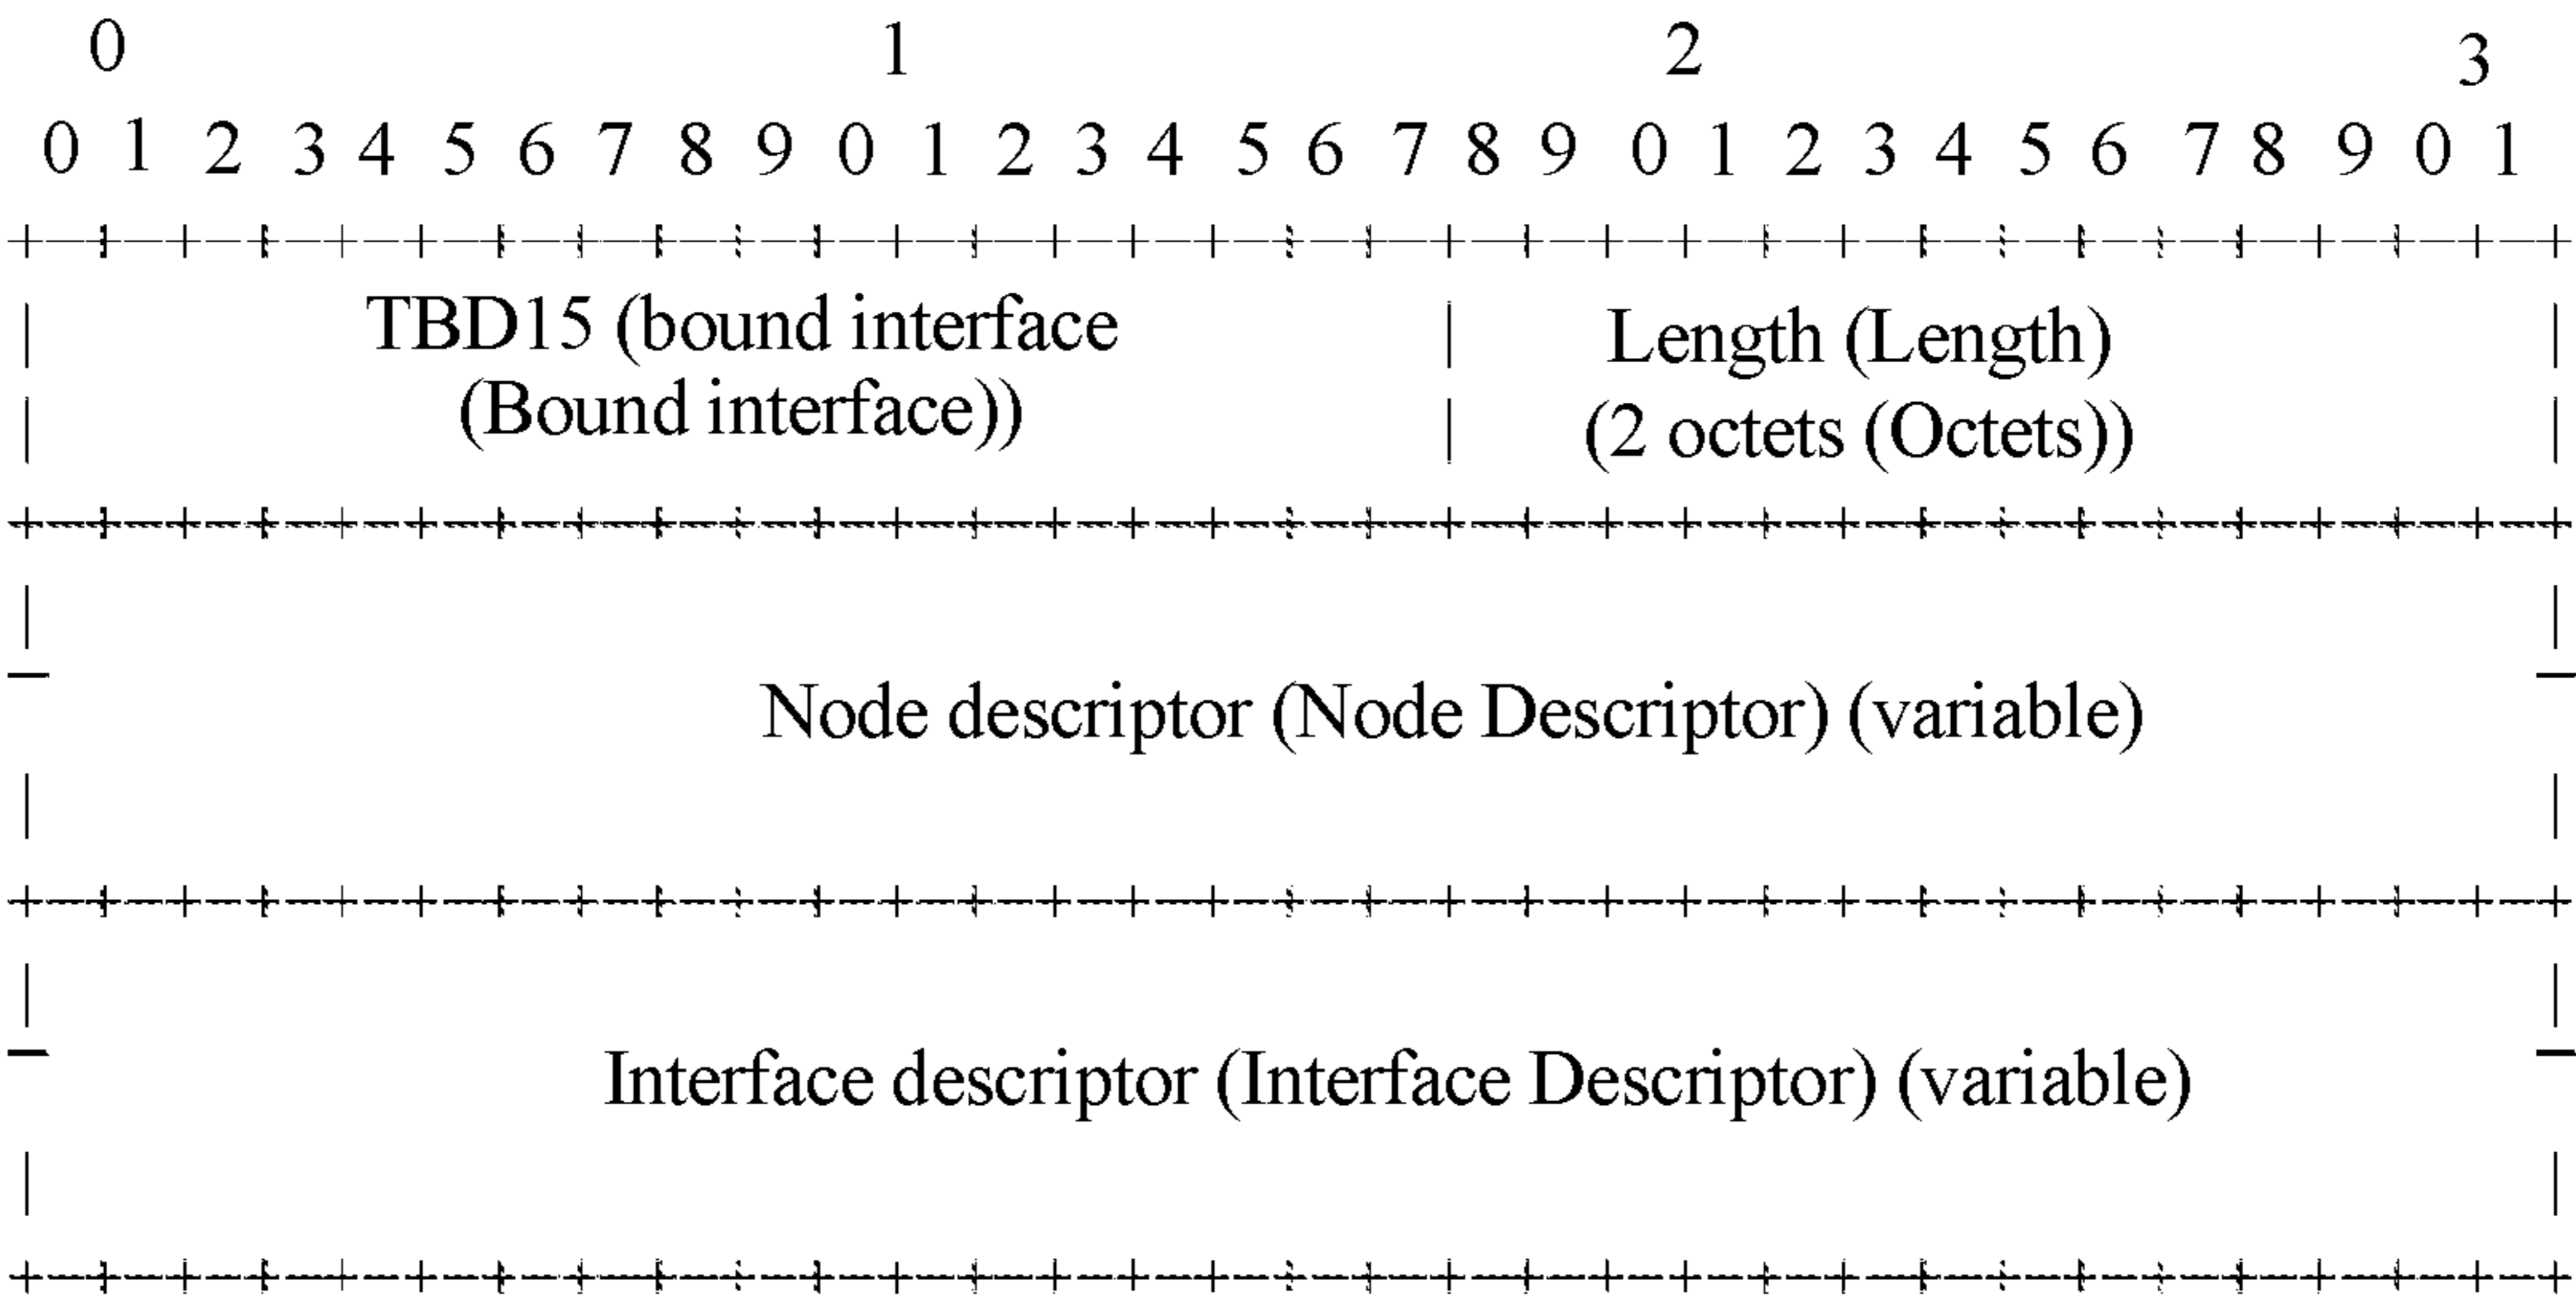 0 1 2 3
0 1 2 3 4 5 6 7 8 9 0 1 2 3 4 5 6 7 8 9 0 1 2 3 4 5 6 7 8 9 0 1
TBD15 (bound interface
(Bound interface))
Length (Length)
(2 octets (Octets))
Node descriptor (Node Descriptor) (variable)
Interface descriptor (Interface Descriptor) (variable)